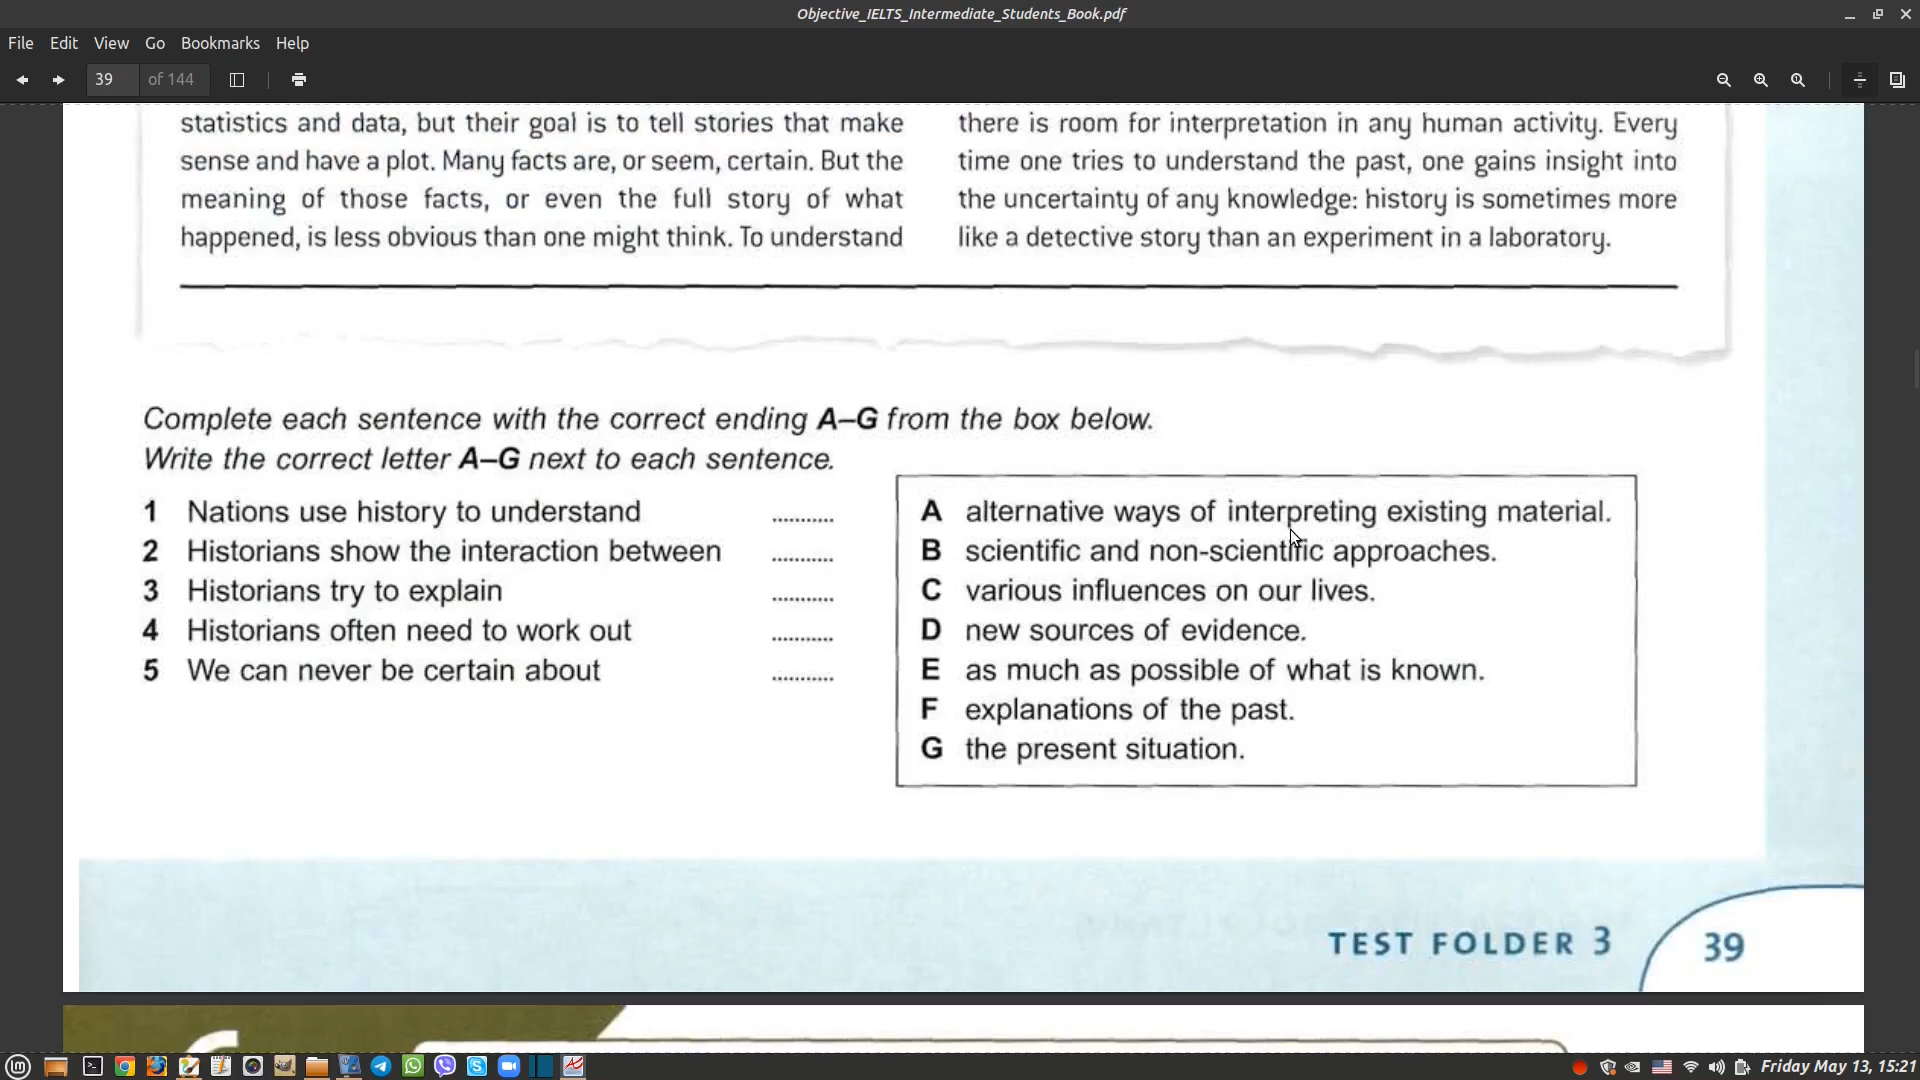 Objective_IELTS_Intermediate_Students_Book.pdf
File Edit View Go Bookmarks Help
39 of 144
statistics and data, but their goal is to tell stories that make
sense and have a plot. Many facts are, or seem, certain. But the
meaning of those facts, or even the full story of what
happened, is less obvious than one might think. To understand
there is room for interpretation in any human activity. Every
time one tries to understand the past, one gains insight into
the uncertainty of any knowledge: history is sometimes more
like a detective story than an experiment in a laboratory.
Complete each sentence with the correct ending A–G from the box below.
Write the correct letter A–G next to each sentence.
1 Nations use history to understand ...........
2 Historians show the interaction between ...........
3 Historians try to explain ...........
4 Historians often need to work out ...........
5 We can never be certain about ...........
A alternative ways of interpreting existing material.
B scientific and non-scientific approaches.
C various influences on our lives.
D new sources of evidence.
E as much as possible of what is known.
F explanations of the past.
G the present situation.
TEST FOLDER 3 39
Friday May 13, 15:21